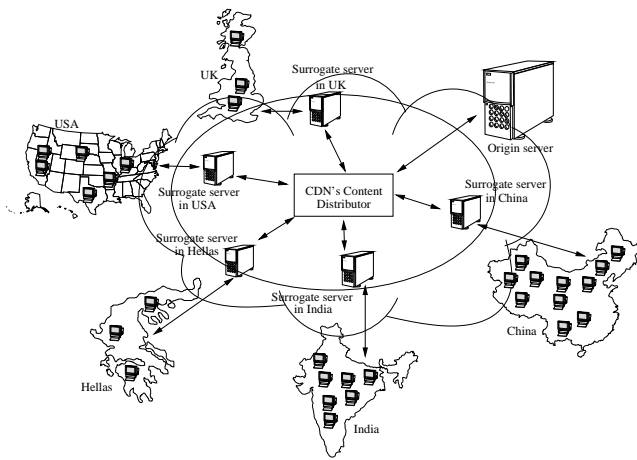 UK
Surrogate server
in UK
USA
Origin server
Surrogate server
in USA
CDN's Content
Distributor
Surrogate server
in China
Surrogate server
in Hellas
Surrogate server
in India
China
Hellas
India